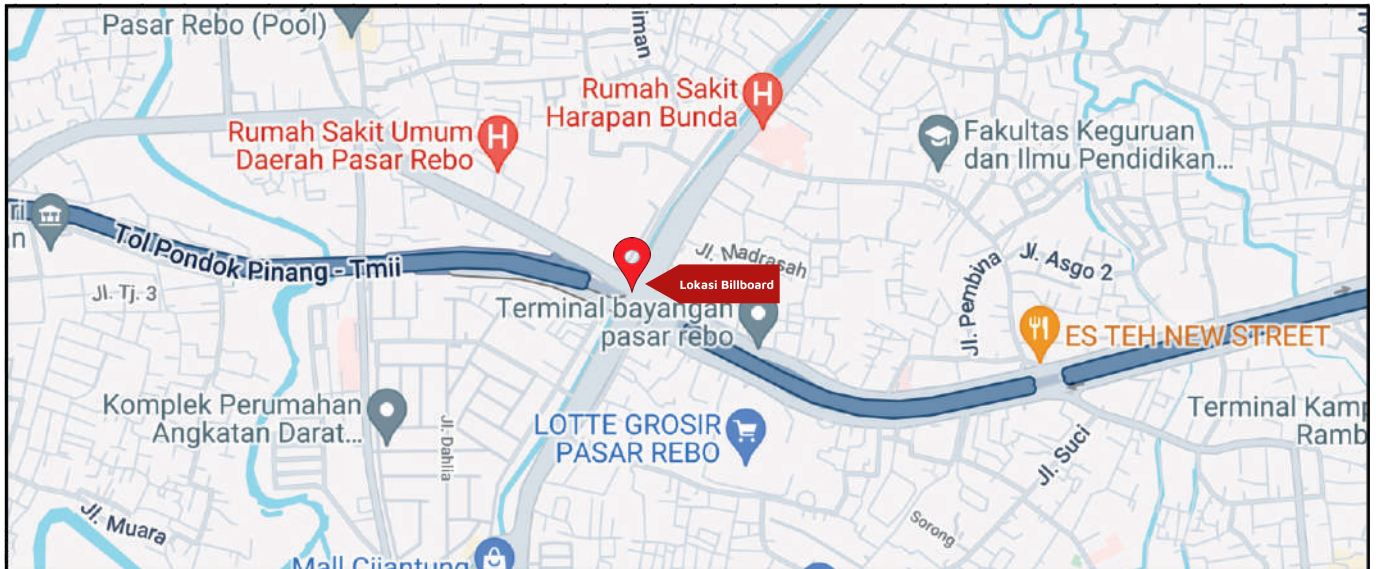 Pasar Rebo (Pool)
iman
Rumah Sakit
Harapan Bunda
Rumah Sakit Umum
Daerah Pasar Rebo
Fakultas Keguruan
dan Ilmu Pendidikan...
Tol Pondok Pinang - Tmii
Jl. Madrasah
Jl. Asgo 2
Jl. Tj. 3
Lokasi Billboard
Terminal bayangan
pasar rebo
Jl. Pembina
ES TEH NEW STREET
Komplek Perumahan
Angkatan Darat...
Jl. Dahlia
LOTTE GROSIR
PASAR REBO
Terminal Kamp
Ramb
Jl. Suci
Jl. Muara
Sorong
Mall Cijantung